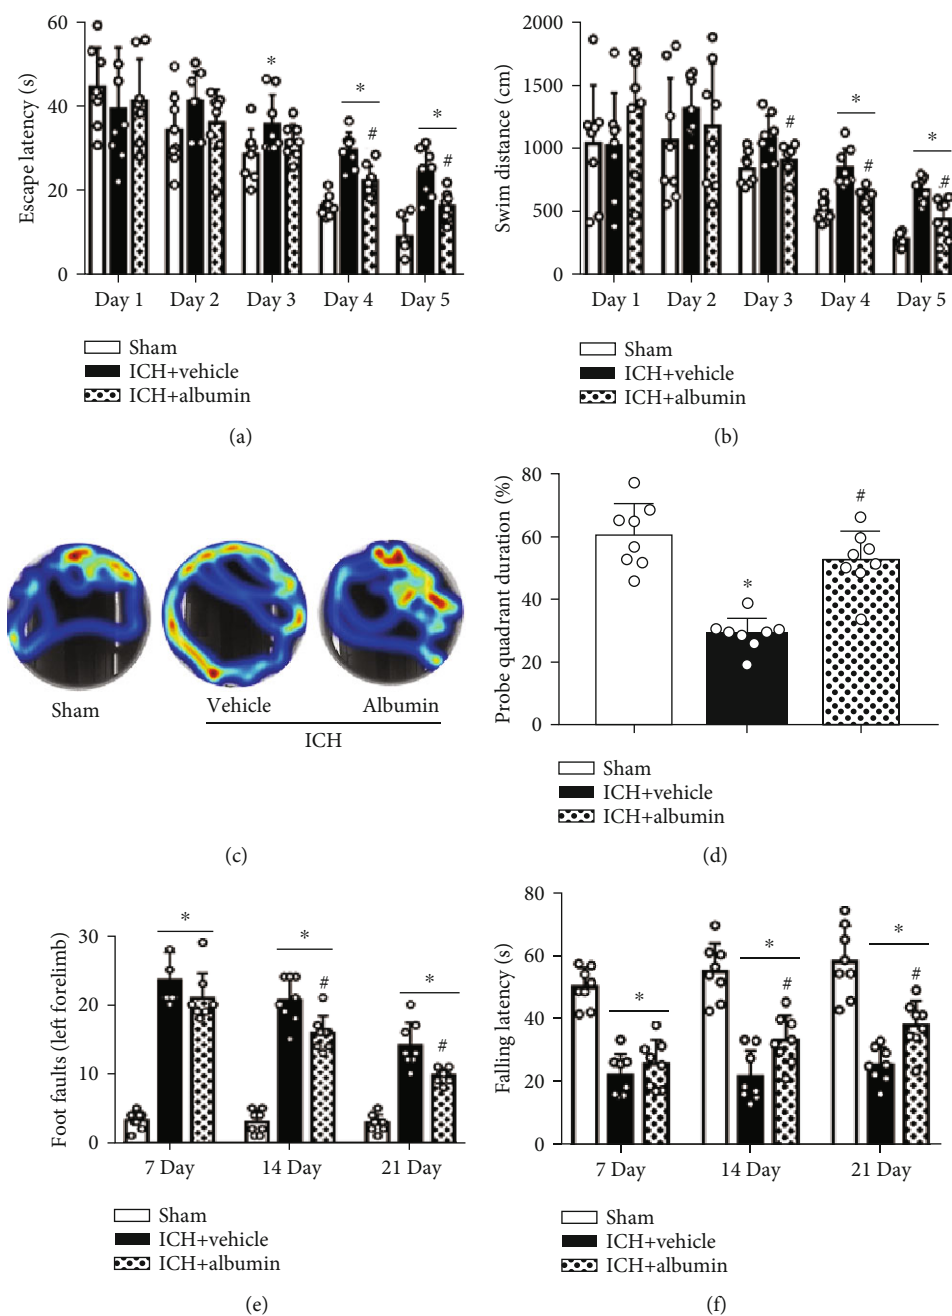 Escape latency (s)
60
40
20
0
*
*
#
*
#
Day 1 Day 2 Day 3 Day 4 Day 5
Sham
ICH+vehicle
ICH+albumin
(a)
Swim distance (cm)
2000
1500
1000
500
0
#
*
#
*
#
Day 1 Day 2 Day 3 Day 4 Day 5
Sham
ICH+vehicle
ICH+albumin
(b)
Sham
Vehicle
Albumin
ICH
(c)
Probe quadrant duration (%)
80
60
40
20
0
*
#
Sham
ICH+vehicle
ICH+albumin
(d)
Foot faults (left forelimb)
30
20
10
0
*
*
#
*
#
7 Day 14 Day 21 Day
Sham
ICH+vehicle
ICH+albumin
(e)
Falling latency (s)
80
60
40
20
0
*
*
#
*
#
7 Day 14 Day 21 Day
Sham
ICH+vehicle
ICH+albumin
(f)